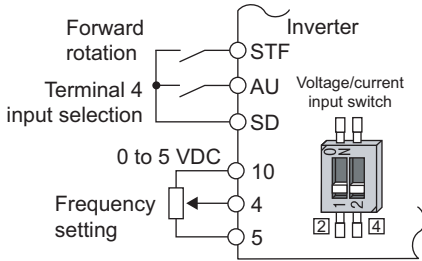 Inverter
Forward
rotation
STF
Terminal 4
input selection
AU
SD
Voltage/current
input switch
ON
1 2
2 4
0 to 5 VDC
10
Frequency
setting
4
5